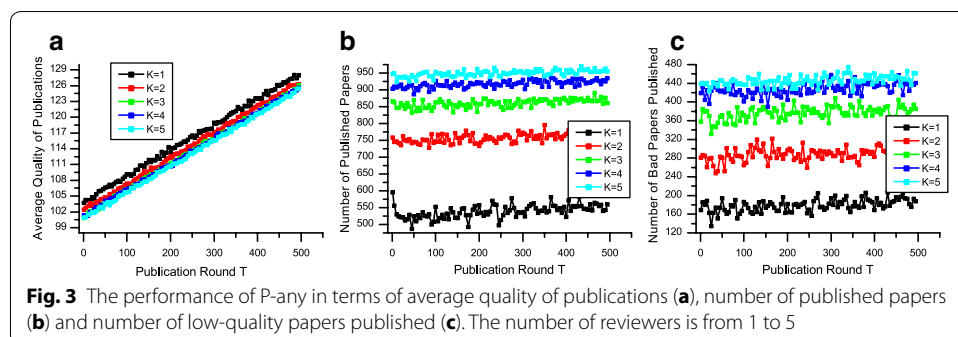 a
129
126
123
120
117
114
111
108
105
102
99
Average Quality of Publications
K=1
K=2
K=3
K=4
K=5
0 100 200 300 400 500
Publication Round T
b
950
900
850
800
750
700
650
600
550
500
Number of Published Papers
K=1
K=2
K=3
K=4
K=5
0 100 200 300 400 500
Publication Round T
c
480
440
400
360
320
280
240
200
160
120
Number of Bad Papers Published
K=1
K=2
K=3
K=4
K=5
0 100 200 300 400 500
Publication Round T
Fig. 3 The performance of P-any in terms of average quality of publications (a), number of published papers
(b) and number of low-quality papers published (c). The number of reviewers is from 1 to 5